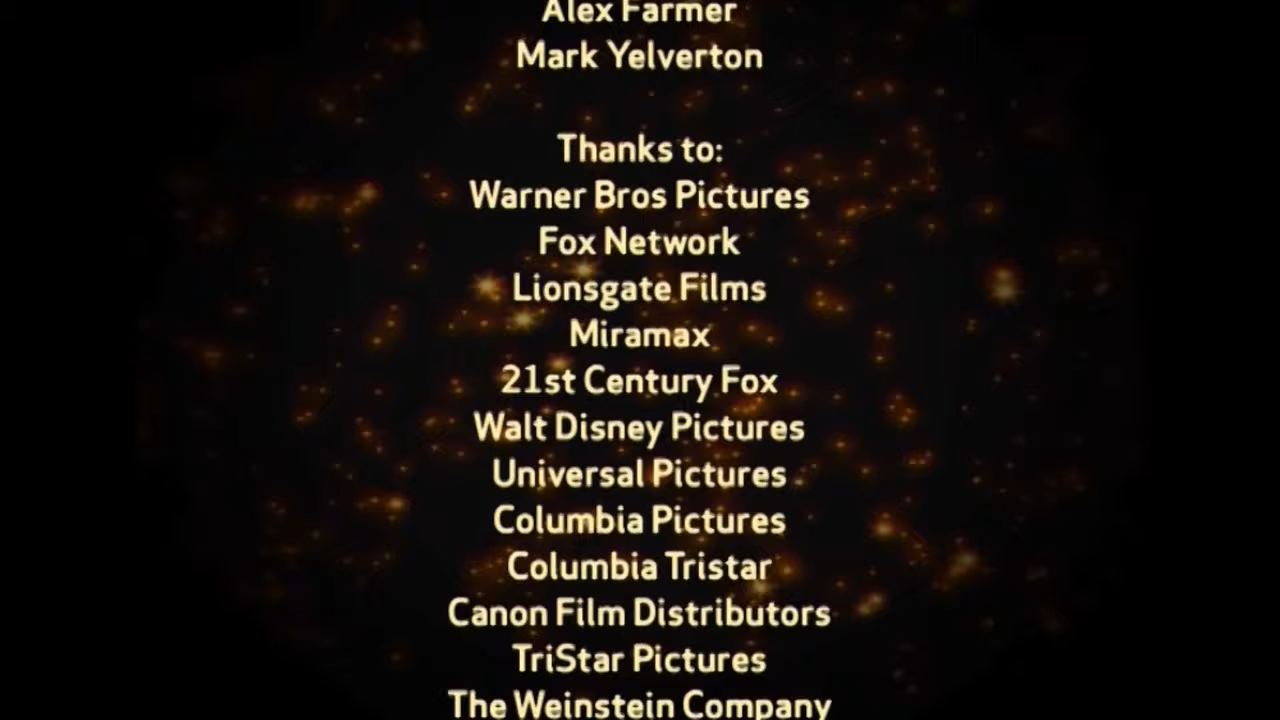 Alex Farmer
Mark Yelverton
Thanks to:
Warner Bros Pictures
Fox Network
Lionsgate Films
Miramax
21st Century Fox
Walt Disney Pictures
Universal Pictures
Columbia Pictures
Columbia Tristar
Canon Film Distributors
TriStar Pictures
The Weinstein Company